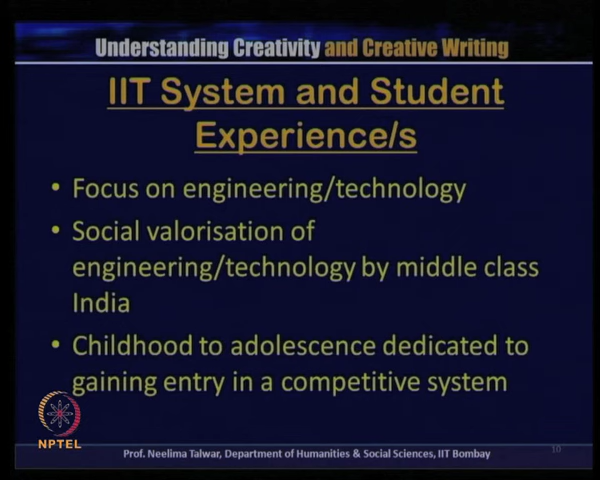 Understanding Creativity and Creative Writing
IIT System and Student
Experience/s
• Focus on engineering/technology
• Social valorisation of
engineering/technology by middle class
India
• Childhood to adolescence dedicated to
gaining entry in a competitive system
NPTEL
Prof. Neelima Talwar, Department of Humanities & Social Sciences, IIT Bombay
10